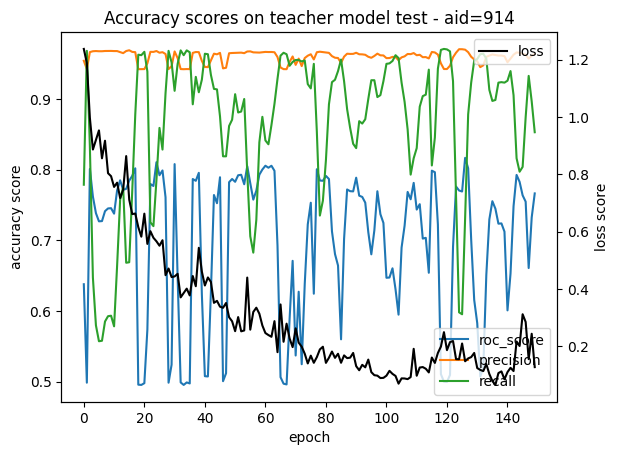 Accuracy scores on teacher model test - aid=914
loss
accuracy score
0.9
0.8
0.7
0.6
0.5
1.2
1.0
0.8
0.6
0.4
0.2
loss score
roc_score
precision
recall
0 20 40 60 80 100 120 140
epoch